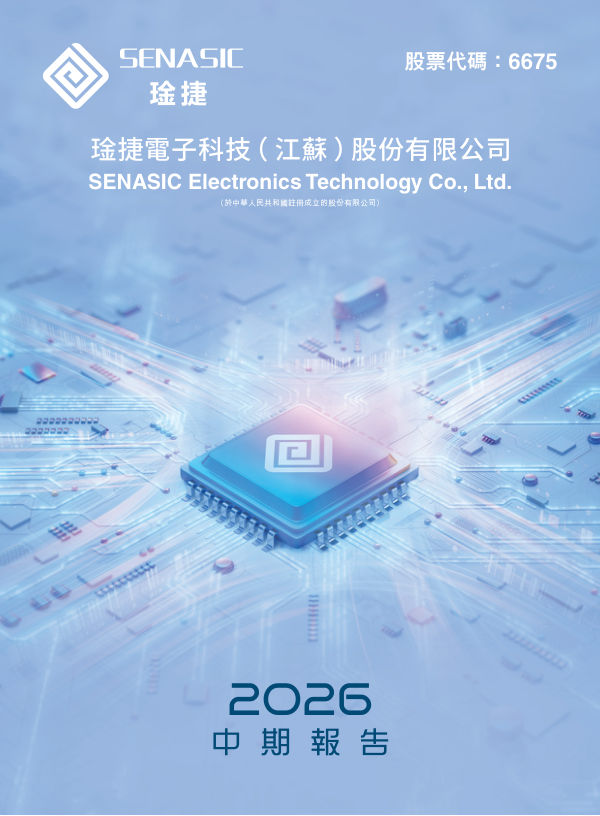 SENASIC
琻捷
股票代碼：6675
琻捷電子科技（江蘇）股份有限公司
SENASIC Electronics Technology Co., Ltd.
（於中華人民共和國註冊成立的股份有限公司）
2026
中期報告